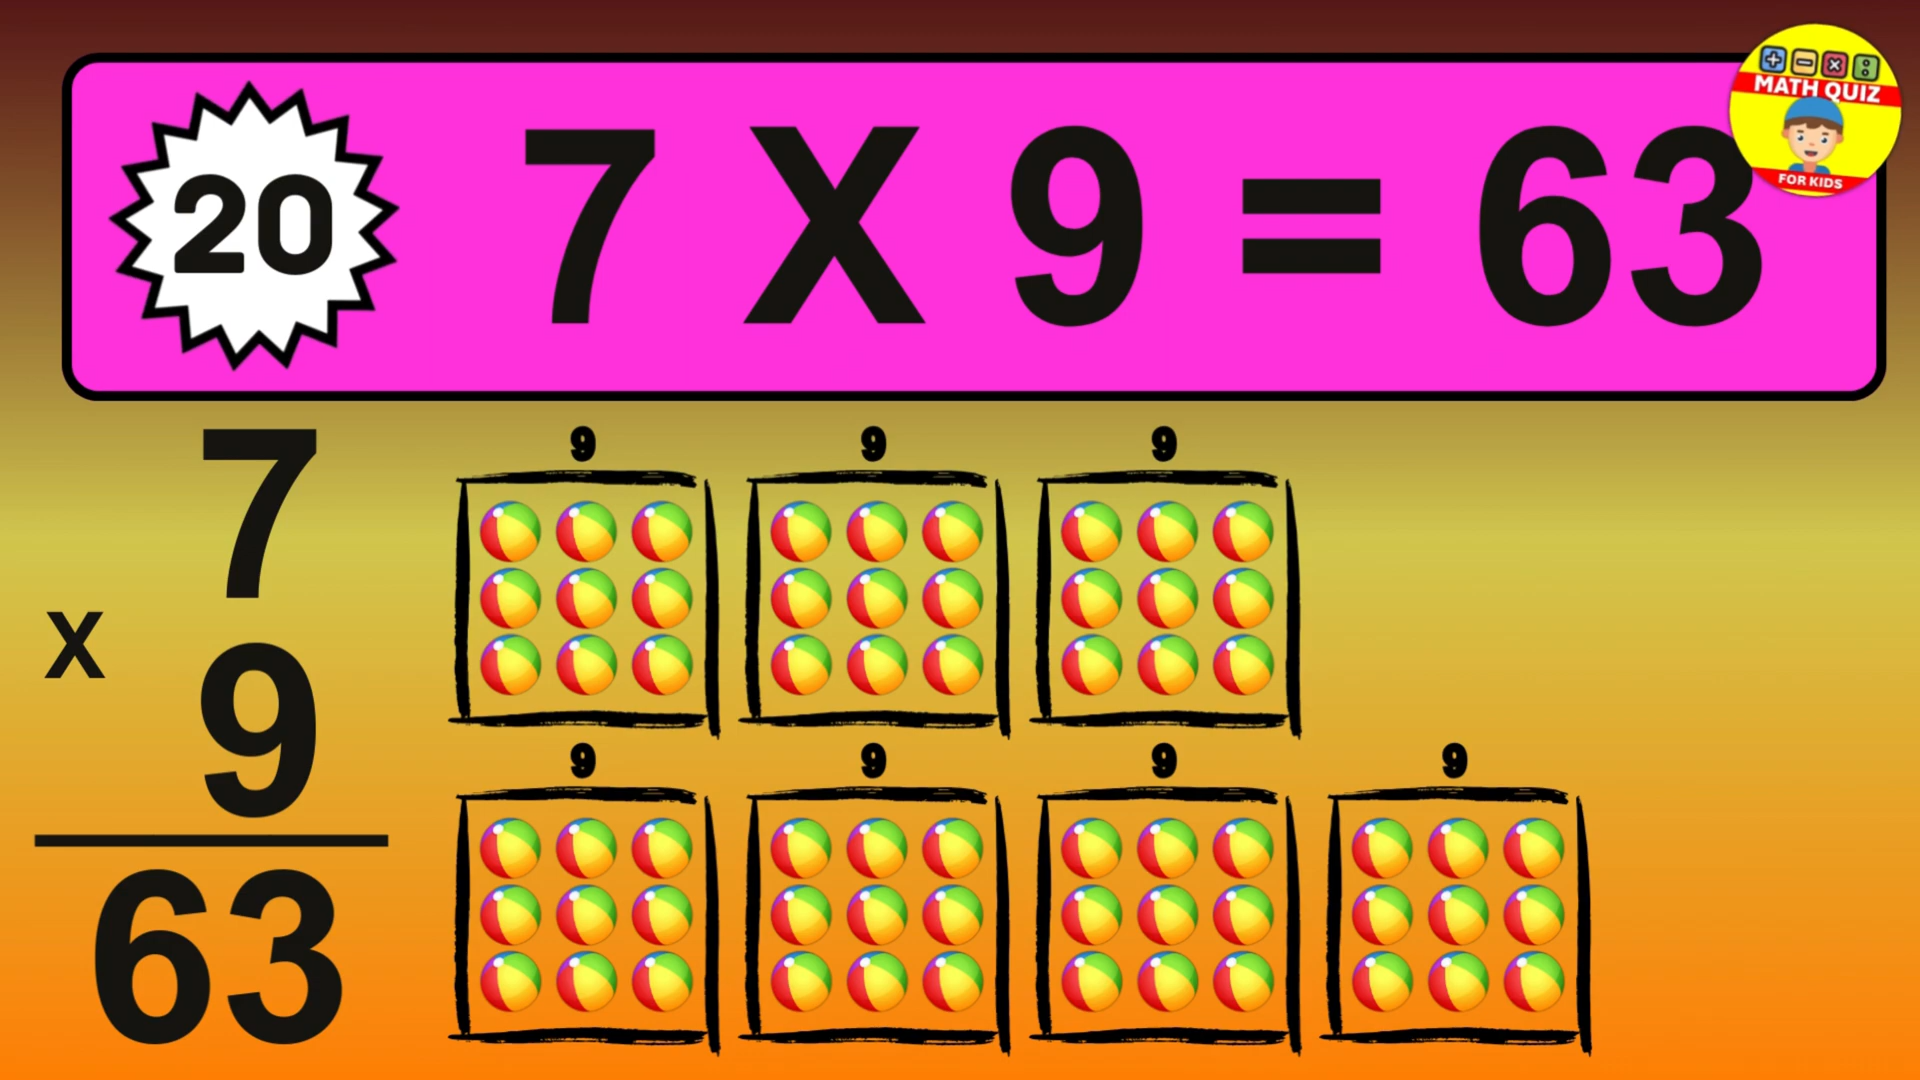 20
7 X 9 = 63
MATH QUIZ
FOR KIDS
7
x
9
63
9 9 9
9 9 9 9